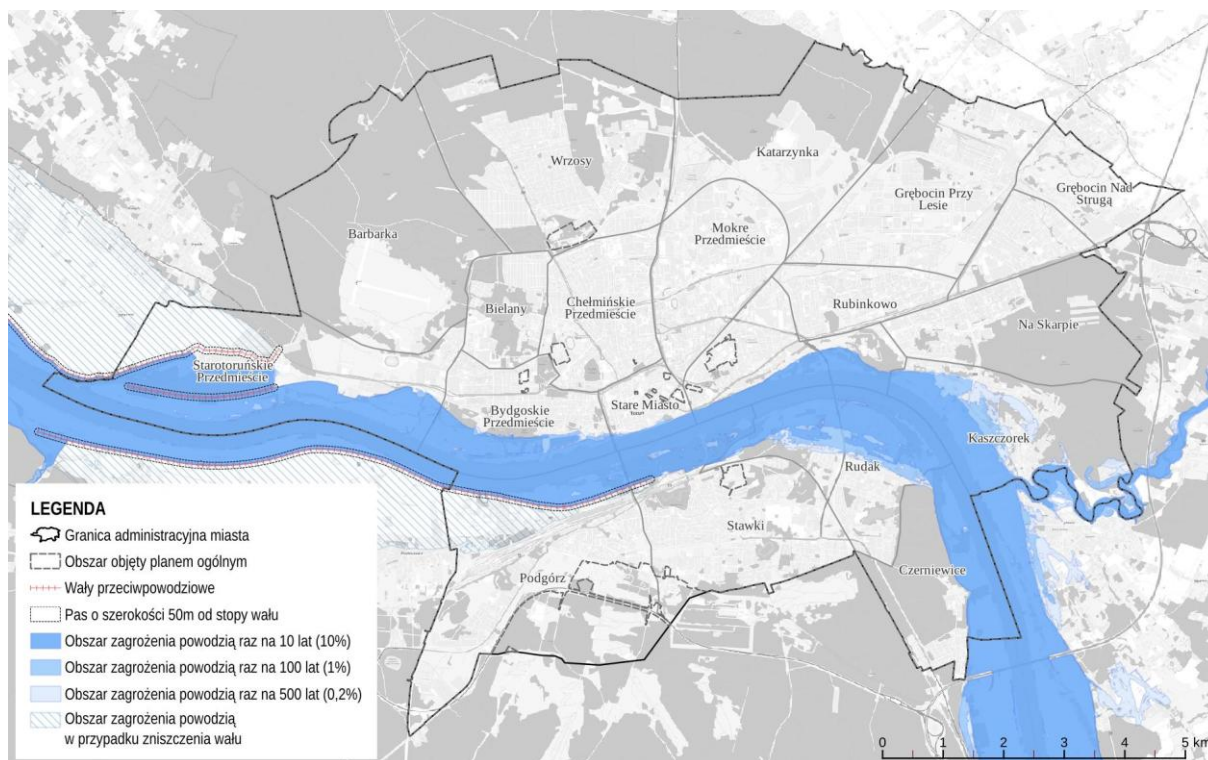 Wrzosy
Katarzynka
Grębocin Przy
Lesie
Grębocin Nad
Strugą
Barbarka
Mokre
Przedmieście
Bielany
Chełmińskie
Przedmieście
Rubinkowo
Na Skarpie
Starotoruńskie
Przedmieście
Bydgoskie
Przedmieście
Stare Miasto
Toruń
Kaszczorek
Rudak
Stawki
Podgórz
Czerniewice
LEGENDA
Granica administracyjna miasta
Obszar objęty planem ogólnym
Wały przeciwpowodziowe
Pas o szerokości 50m od stopy wału
Obszar zagrożenia powodzią raz na 10 lat (10%)
Obszar zagrożenia powodzią raz na 100 lat (1%)
Obszar zagrożenia powodzią raz na 500 lat (0,2%)
Obszar zagrożenia powodzią
w przypadku zniszczenia wału
0 1 2 3 4 5 km